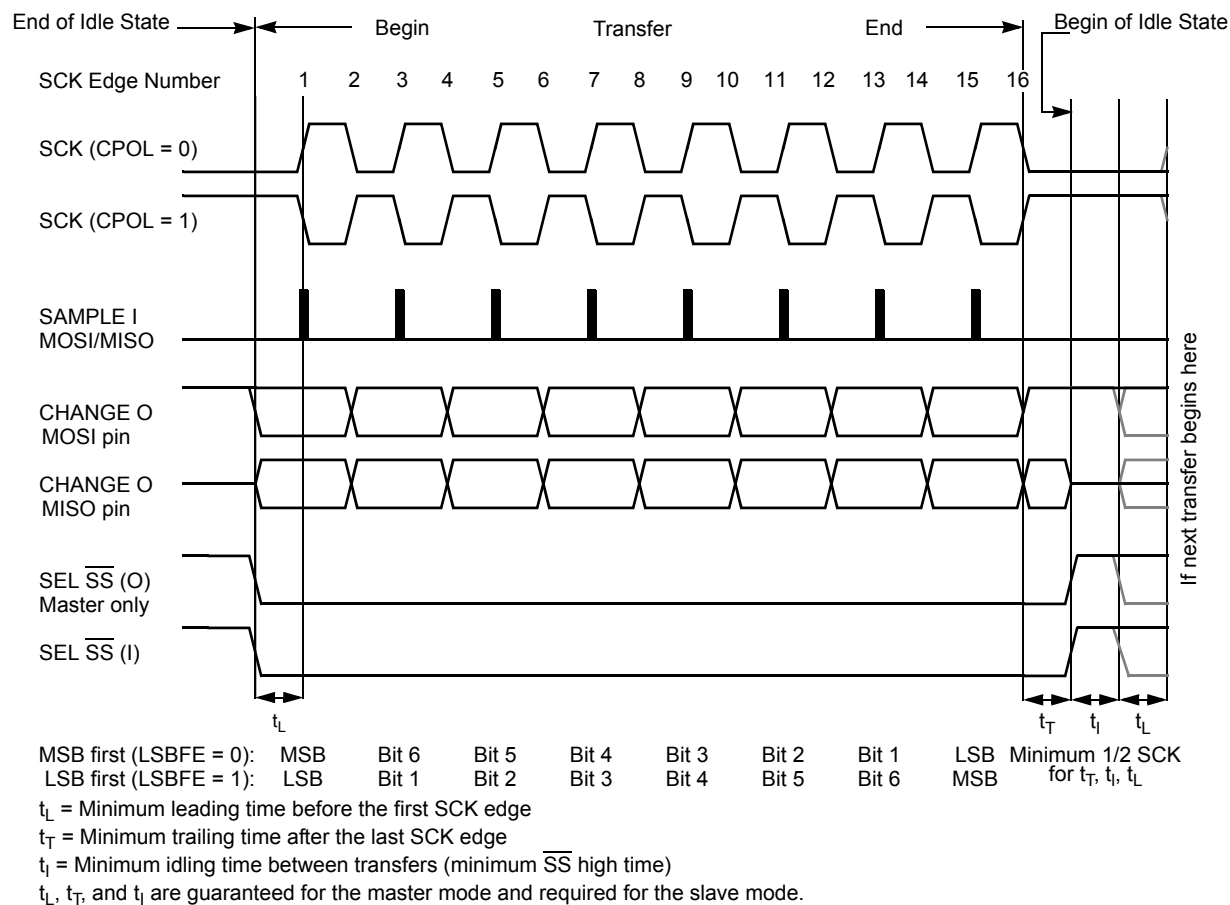 End of Idle State Begin Transfer End Begin of Idle State
SCK Edge Number 1 2 3 4 5 6 7 8 9 10 11 12 13 14 15 16
SCK (CPOL = 0)
SCK (CPOL = 1)
SAMPLE I
MOSI/MISO
CHANGE O
MOSI pin
CHANGE O
MISO pin
SEL SS (O)
Master only
SEL SS (I)
If next transfer begins here
tL tT tI tL
MSB first (LSBFE = 0): MSB Bit 6 Bit 5 Bit 4 Bit 3 Bit 2 Bit 1 LSB Minimum 1/2 SCK
LSB first (LSBFE = 1): LSB Bit 1 Bit 2 Bit 3 Bit 4 Bit 5 Bit 6 MSB for tT, tI, tL
tL = Minimum leading time before the first SCK edge
tT = Minimum trailing time after the last SCK edge
tI = Minimum idling time between transfers (minimum SS high time)
tL, tT, and tI are guaranteed for the master mode and required for the slave mode.